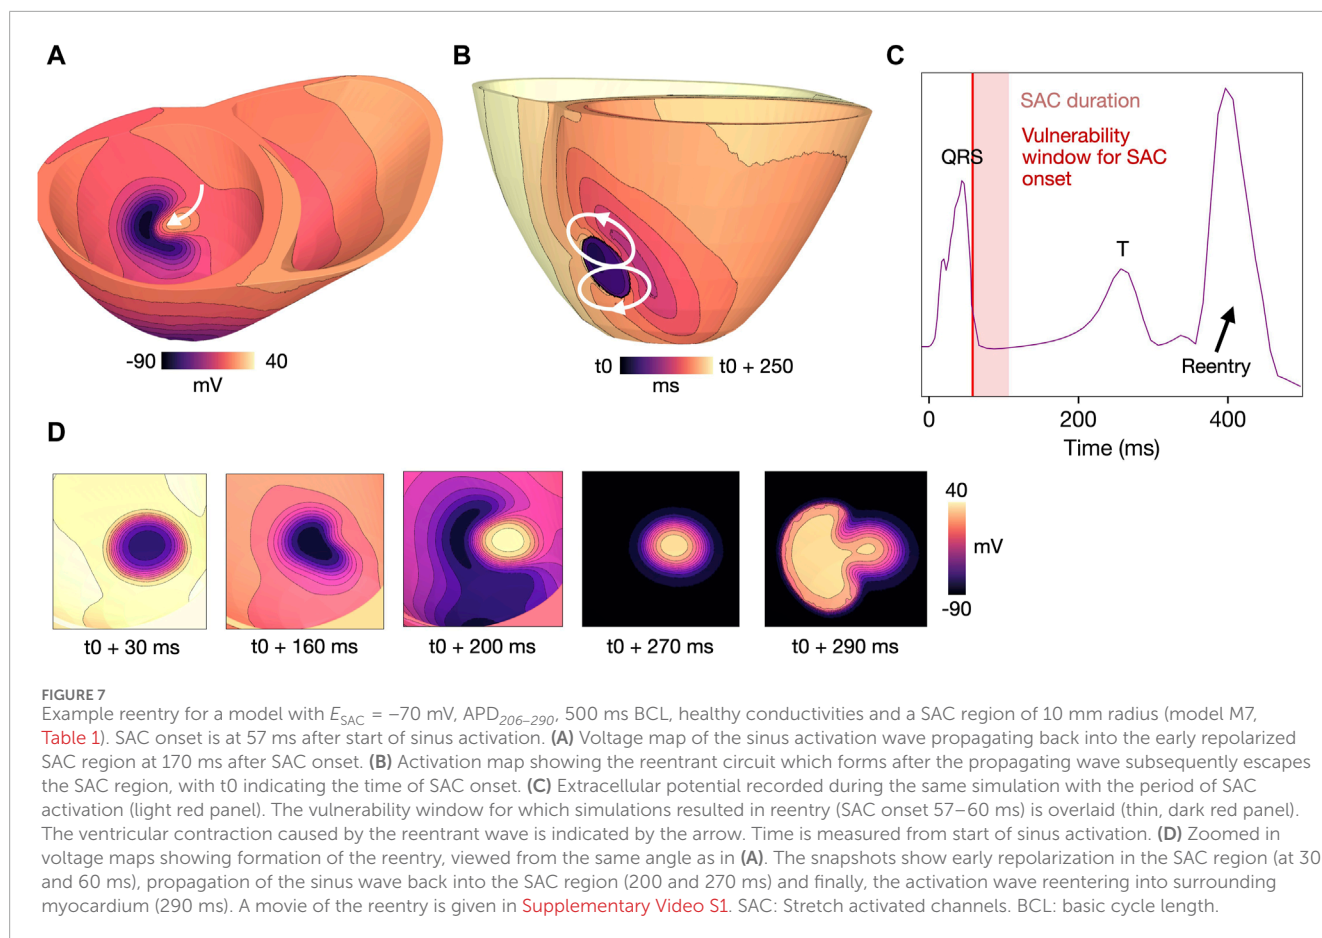 A
B
C
-90
40
mV
t0
t0 + 250
ms
SAC duration
Vulnerability
window for SAC
onset
QRS
T
Reentry
0
200
400
Time (ms)
D
t0 + 30 ms
t0 + 160 ms
t0 + 200 ms
t0 + 270 ms
t0 + 290 ms
40
mV
-90
FIGURE 7
Example reentry for a model with E_SAC = −70 mV, APD_206–290, 500 ms BCL, healthy conductivities and a SAC region of 10 mm radius (model M7,
Table 1). SAC onset is at 57 ms after start of sinus activation. (A) Voltage map of the sinus activation wave propagating back into the early repolarized
SAC region at 170 ms after SAC onset. (B) Activation map showing the reentrant circuit which forms after the propagating wave subsequently escapes
the SAC region, with t0 indicating the time of SAC onset. (C) Extracellular potential recorded during the same simulation with the period of SAC
activation (light red panel). The vulnerability window for which simulations resulted in reentry (SAC onset 57–60 ms) is overlaid (thin, dark red panel).
The ventricular contraction caused by the reentrant wave is indicated by the arrow. Time is measured from start of sinus activation. (D) Zoomed in
voltage maps showing formation of the reentry, viewed from the same angle as in (A). The snapshots show early repolarization in the SAC region (at 30
and 60 ms), propagation of the sinus wave back into the SAC region (200 and 270 ms) and finally, the activation wave reentering into surrounding
myocardium (290 ms). A movie of the reentry is given in Supplementary Video S1. SAC: Stretch activated channels. BCL: basic cycle length.